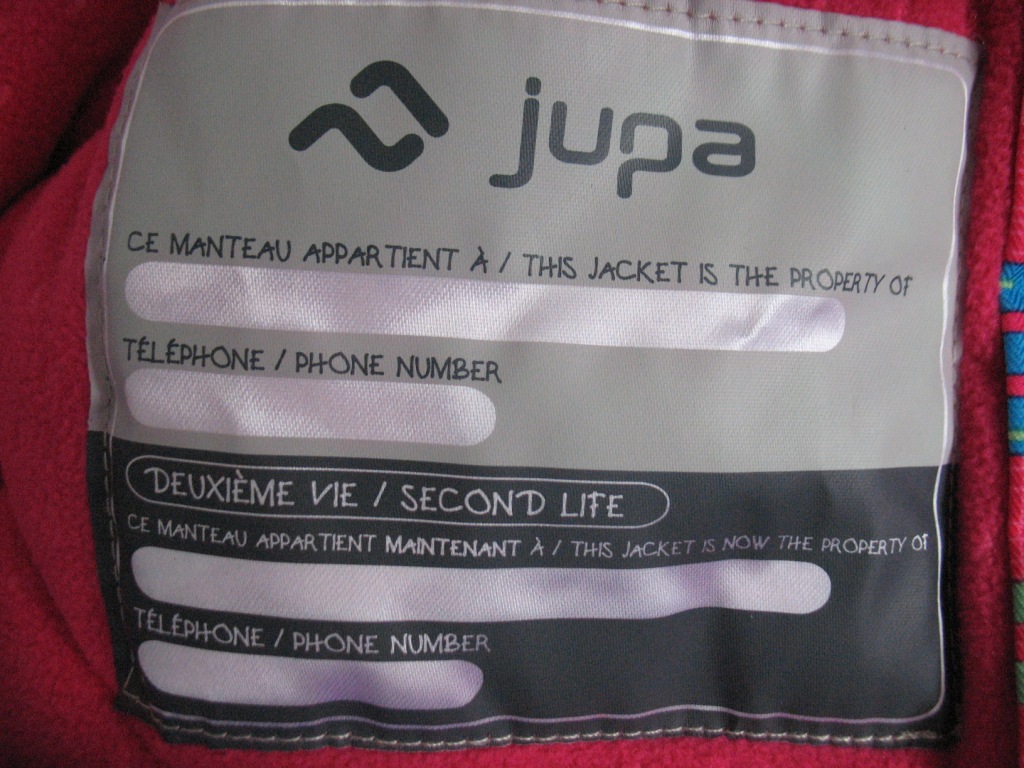 jupa
CE MANTEAU APPARTIENT À / THIS JACKET IS THE PROPERTY OF
TÉLÉPHONE / PHONE NUMBER
DEUXIÈME VIE / SECOND LIFE
CE MANTEAU APPARTIENT MAINTENANT À / THIS JACKET IS NOW THE PROPERTY OF
TÉLÉPHONE / PHONE NUMBER